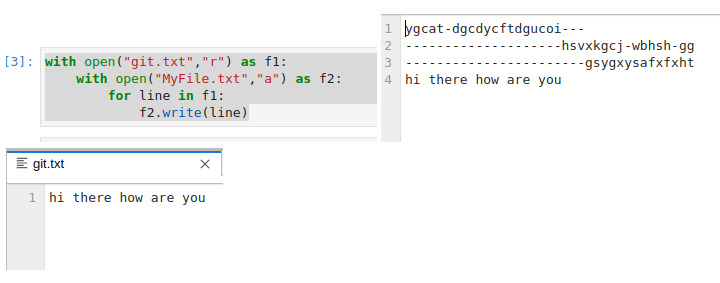 [3]: with open("git.txt","r") as f1:
with open("MyFile.txt","a") as f2:
for line in f1:
f2.write(line)
1 ygcat-dgcdycftdgucoi---
2 --------------------hsvxkgcj-wbhsh-gg
3 -----------------------gsygxysafxfxht
4 hi there how are you
git.txt
1 hi there how are you